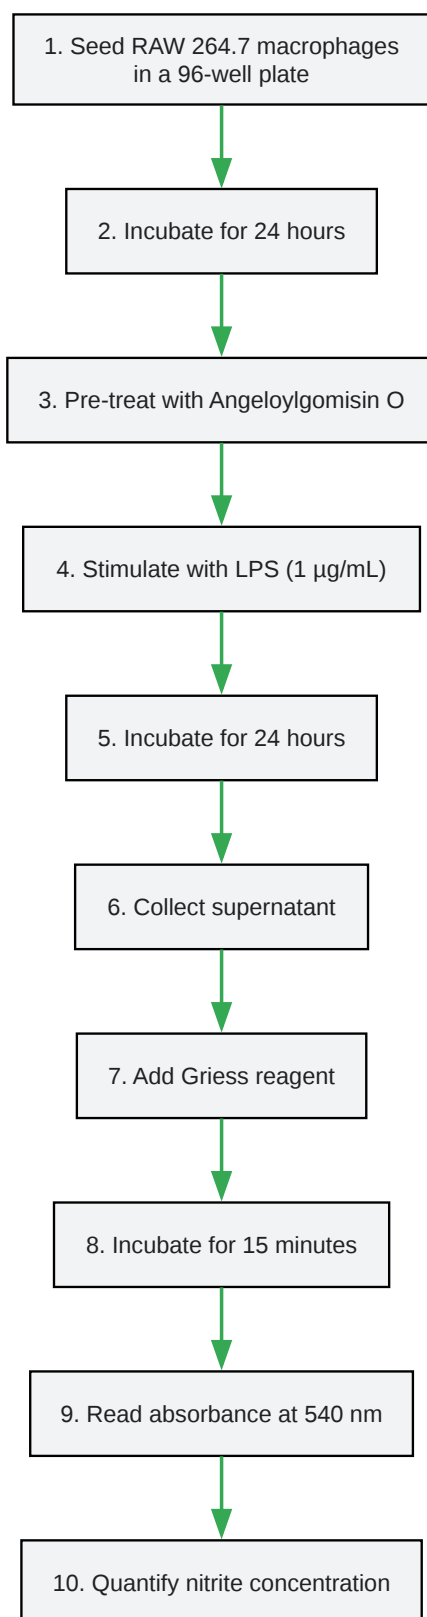 1. Seed RAW 264.7 macrophages
in a 96-well plate
2. Incubate for 24 hours
3. Pre-treat with Angeloylgomisin O
4. Stimulate with LPS (1 µg/mL)
5. Incubate for 24 hours
6. Collect supernatant
7. Add Griess reagent
8. Incubate for 15 minutes
9. Read absorbance at 540 nm
10. Quantify nitrite concentration